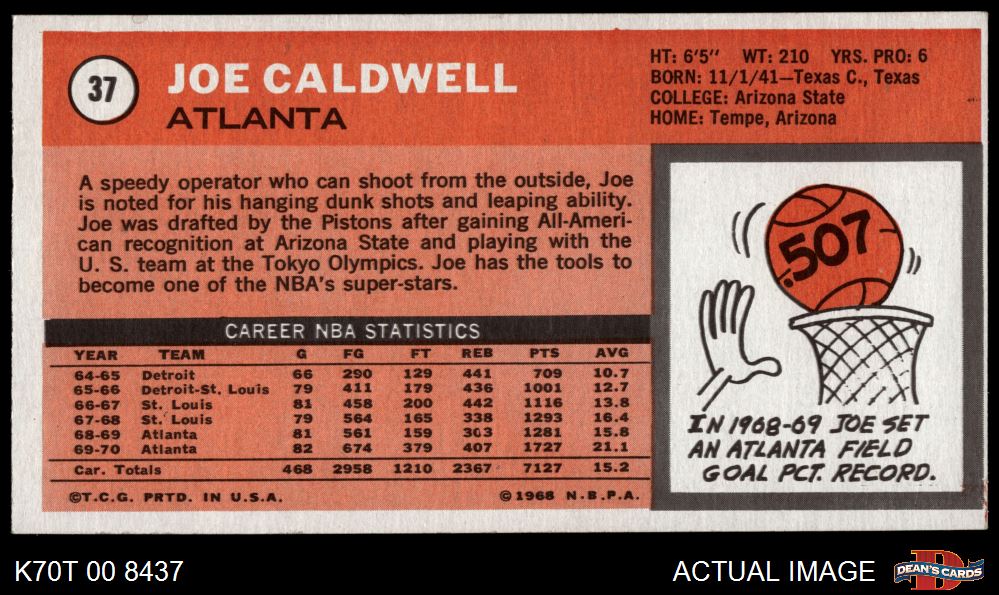 37
JOE CALDWELL
ATLANTA
HT: 6'5" WT: 210 YRS. PRO: 6
BORN: 11/1/41—Texas C., Texas
COLLEGE: Arizona State
HOME: Tempe, Arizona
A speedy operator who can shoot from the outside, Joe
is noted for his hanging dunk shots and leaping ability.
Joe was drafted by the Pistons after gaining All-Ameri-
can recognition at Arizona State and playing with the
U. S. team at the Tokyo Olympics. Joe has the tools to
become one of the NBA's super-stars.
CAREER NBA STATISTICS
YEAR TEAM G FG FT REB PTS AVG
64-65 Detroit 66 290 129 441 709 10.7
65-66 Detroit-St. Louis 79 411 179 436 1001 12.7
66-67 St. Louis 81 458 200 442 1116 13.8
67-68 St. Louis 79 564 165 338 1293 16.4
68-69 Atlanta 81 561 159 303 1281 15.8
69-70 Atlanta 82 674 379 407 1727 21.1
Car. Totals 468 2958 1210 2367 7127 15.2
©T.C.G. PRTD. IN U.S.A. ©1968 N.B.P.A.
.507
IN 1968-69 JOE SET
AN ATLANTA FIELD
GOAL PCT. RECORD.
K70T 00 8437
ACTUAL IMAGE
D
DEAN'S CARDS